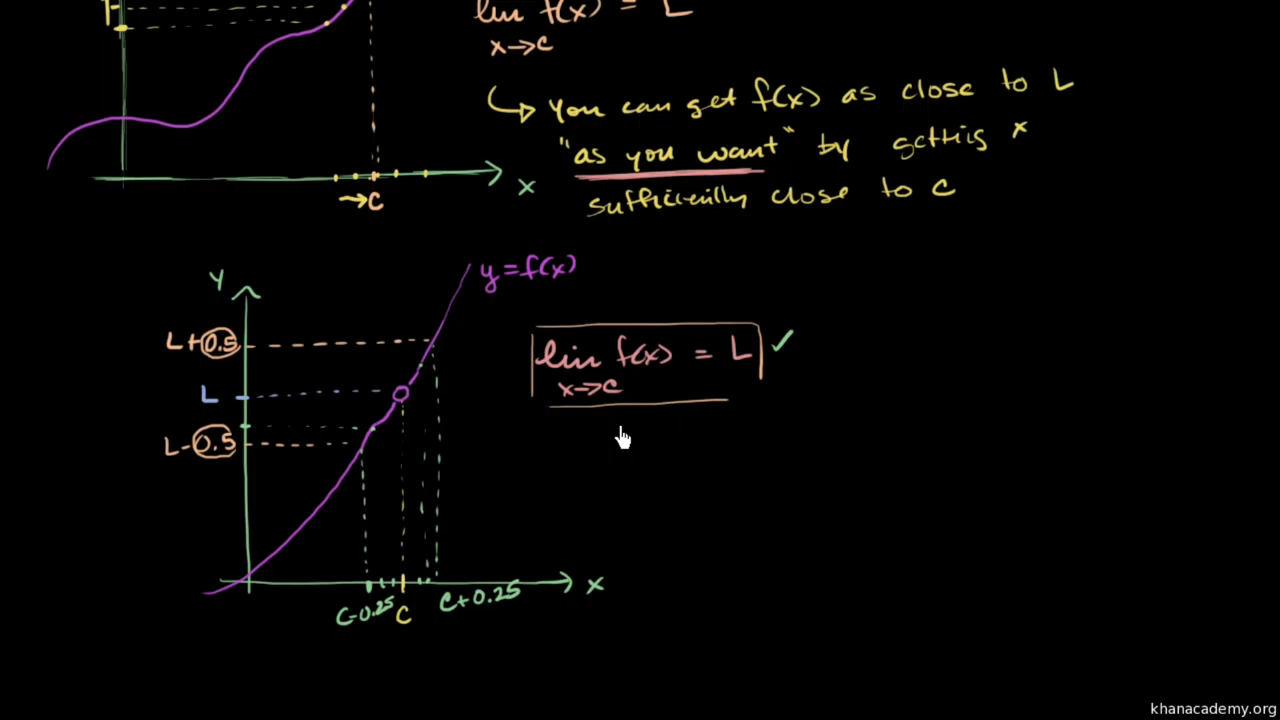 lim f(x) = L
x→c
↳ you can get f(x) as close to L
"as you want" by getting x
sufficiently close to c
x
→c
y
y=f(x)
L+0.5
lim f(x) = L ✓
x→c
L
L-0.5
x
c-0.25
c
c+0.25
khanacademy.org